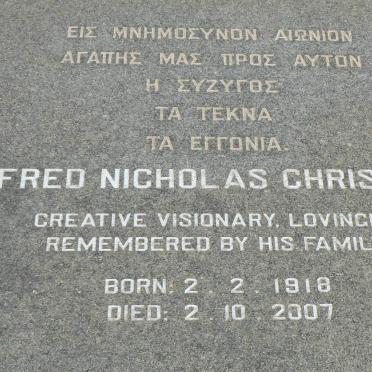 ΕΙΣ ΜΝΗΜΟΣΥΝΟΝ ΑΙΩΝΙΟΝ
ΑΓΑΠΗΣ ΜΑΣ ΠΡΟΣ ΑΥΤΟΝ
Η ΣΥΖΥΓΟΣ
ΤΑ ΤΕΚΝΑ
ΤΑ ΕΓΓΟΝΙΑ.
FRED NICHOLAS CHRIS
CREATIVE VISIONARY, LOVING
REMEMBERED BY HIS FAMIL
BORN: 2 . 2 . 1918
DIED: 2 . 10 . 2007